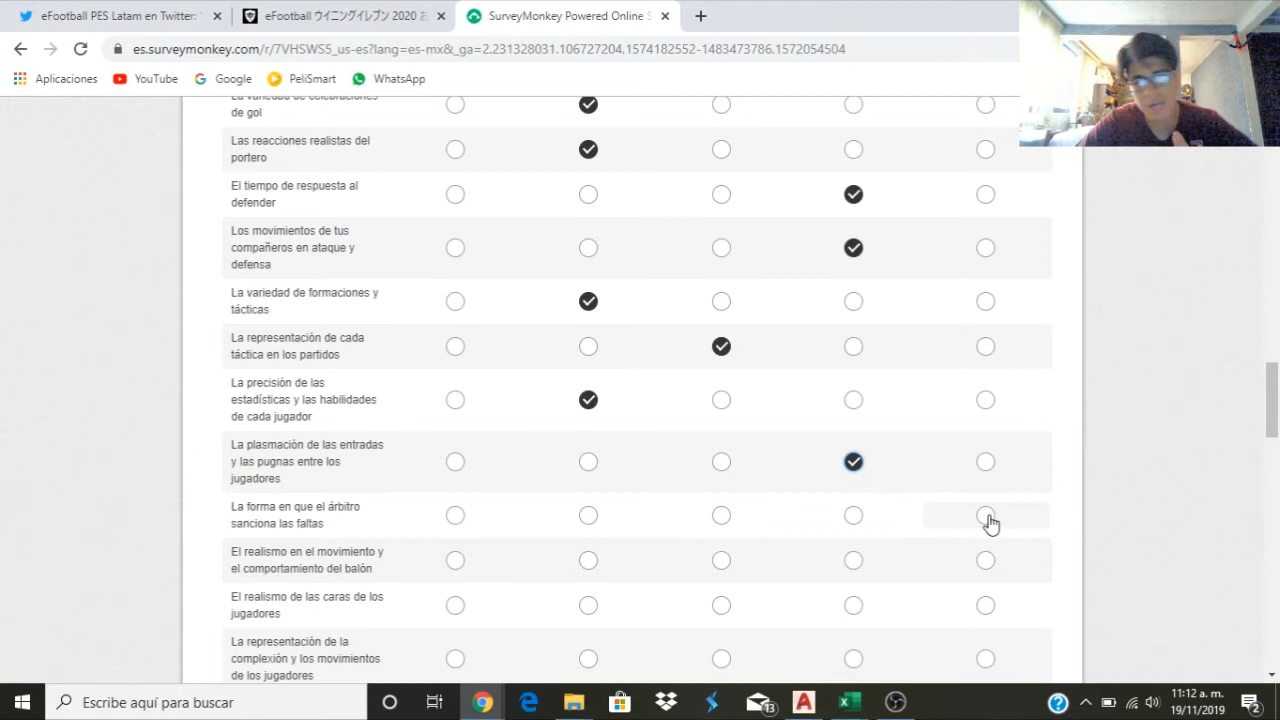 eFootball PES Latam en Twitter:
eFootball ウイニングイレブン 2020 お
SurveyMonkey Powered Online S
es.surveymonkey.com/r/7VHSWS5_us-es?lang=es-mx&_ga=2.231328031.106727204.1574182552-1483473786.1572054504
Aplicaciones
YouTube
Google
PeliSmart
WhatsApp
La variedad de celebraciones
de gol
Las reacciones realistas del
portero
El tiempo de respuesta al
defender
Los movimientos de tus
compañeros en ataque y
defensa
La variedad de formaciones y
tácticas
La representación de cada
táctica en los partidos
La precisión de las
estadísticas y las habilidades
de cada jugador
La plasmación de las entradas
y las pugnas entre los
jugadores
La forma en que el árbitro
sanciona las faltas
El realismo en el movimiento y
el comportamiento del balón
El realismo de las caras de los
jugadores
La representación de la
complexión y los movimientos
de los jugadores
Escribe aquí para buscar
13
11:12 a. m.
19/11/2019
2